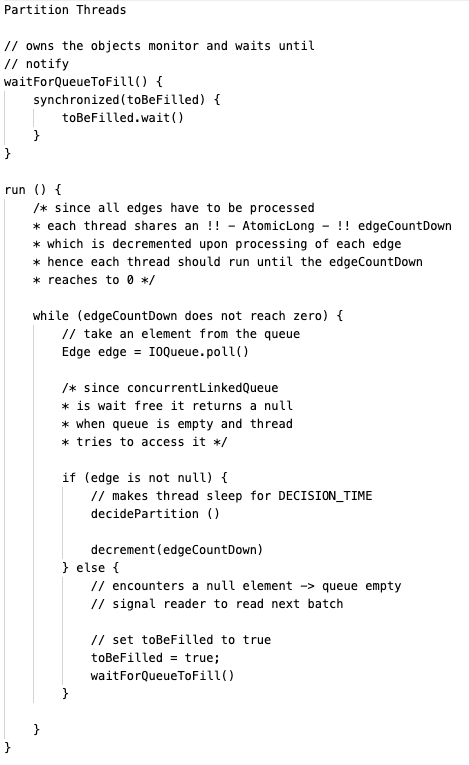 Partition Threads
// owns the objects monitor and waits until
// notify
waitForQueueToFill() {
synchronized(toBeFilled) {
toBeFilled.wait()
}
}
run () {
/* since all edges have to be processed
* each thread shares an !! - AtomicLong - !! edgeCountDown
* which is decremented upon processing of each edge
* hence each thread should run until the edgeCountDown
* reaches to 0 */
while (edgeCountDown does not reach zero) {
// take an element from the queue
Edge edge = IOQueue.poll()
/* since concurrentLinkedQueue
* is wait free it returns a null
* when queue is empty and thread
* tries to access it */
if (edge is not null) {
// makes thread sleep for DECISION_TIME
decidePartition ()
decrement(edgeCountDown)
} else {
// encounters a null element -> queue empty
// signal reader to read next batch
// set toBeFilled to true
toBeFilled = true;
waitForQueueToFill()
}
}
}